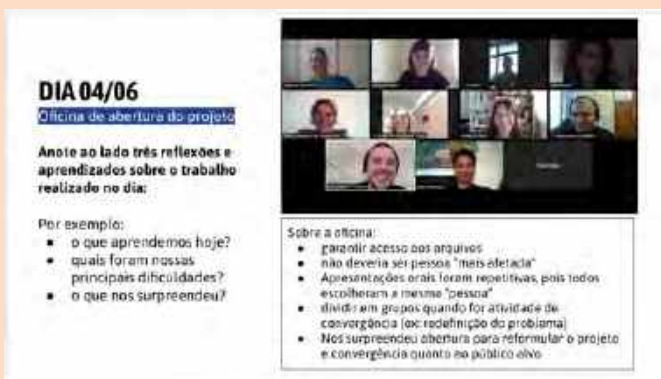 DIA 04/06
Oficina de abertura do projeto
Anote ao lado três reflexões e
aprendizados sobre o trabalho
realizado no dia:
Por exemplo:
o que aprendemos hoje?
quais foram nossas
principais dificuldades?
o que nos surpreendeu?
Sobre a oficina:
garantir acesso aos arquivos
não deveria ser pessoa "mais afetada"
Apresentações orais foram repetitivas, pois todos
escolheram a mesma "pessoa"
dividir em grupos quando for atividade de
convergência (ex: redefinição do problema)
Nos surpreendeu abertura para reformular o projeto
e convergência quanto ao público alvo